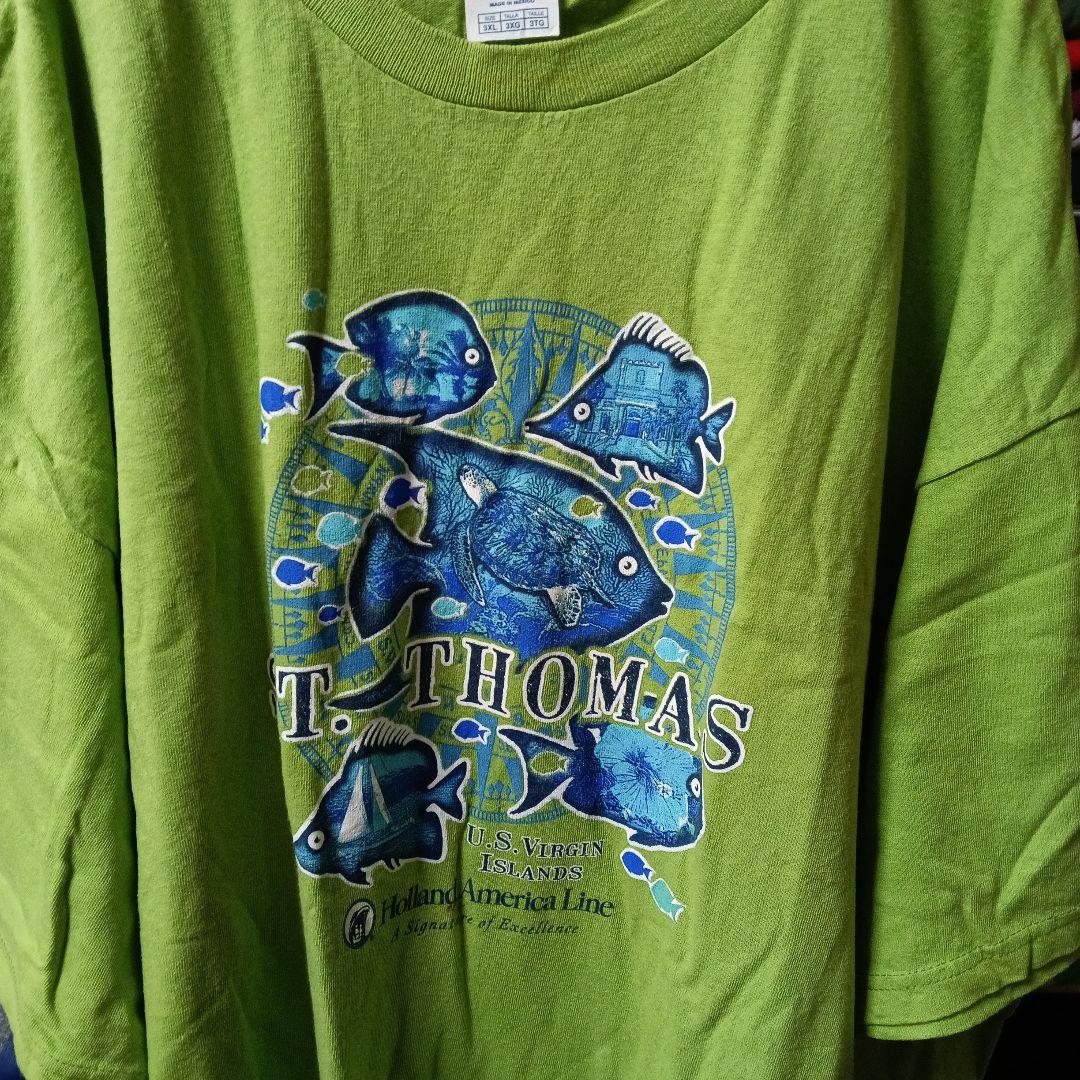 MADE IN MEXICO
SIZE TALLA TAILLE
3XL 3XG 3TG
ST. THOMAS
U.S. VIRGIN
ISLANDS
Holland America Line
A Signature of Excellence